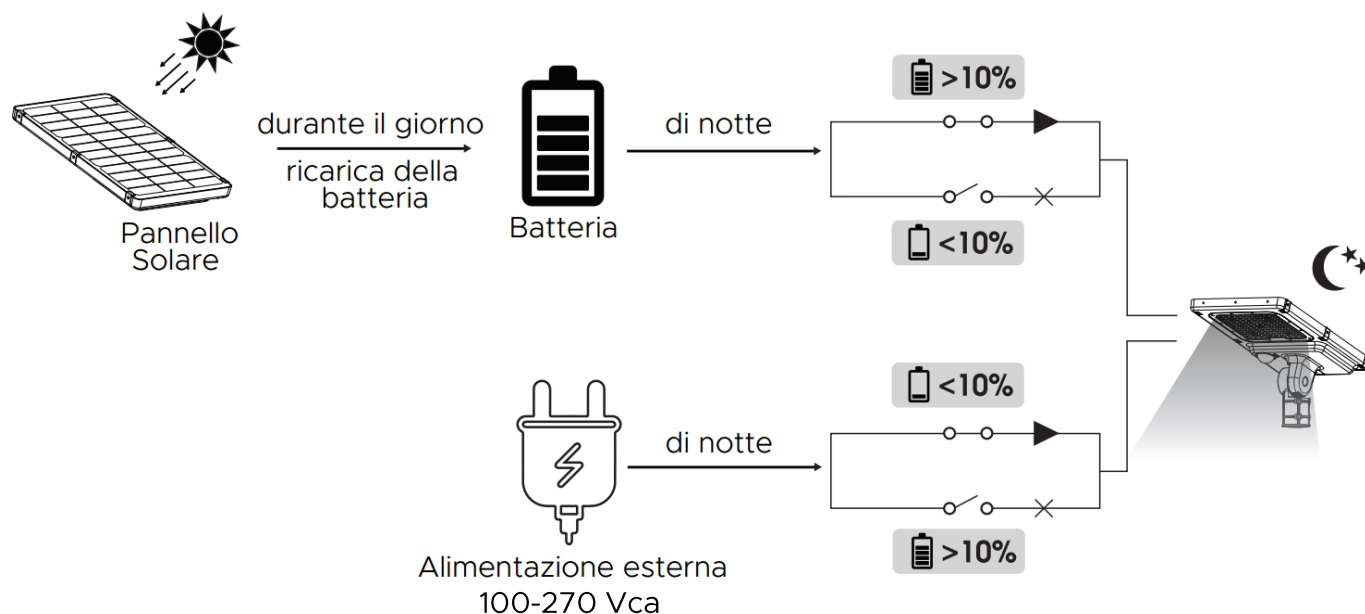 Pannello
Solare
durante il giorno
ricarica della
batteria
Batteria
di notte
>10%
<10%
Alimentazione esterna
100-270 Vca
di notte
<10%
>10%